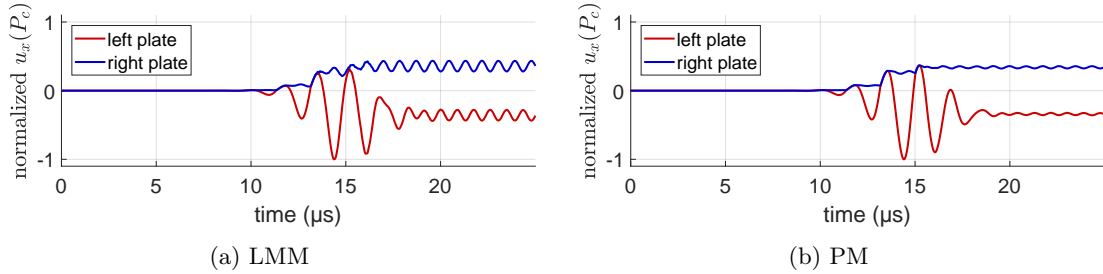 normalized u_x(P_c)
1
0
-1
left plate
right plate
0 5 10 15 20
time (µs)
(a) LMM
normalized u_x(P_c)
1
0
-1
left plate
right plate
0 5 10 15 20
time (µs)
(b) PM